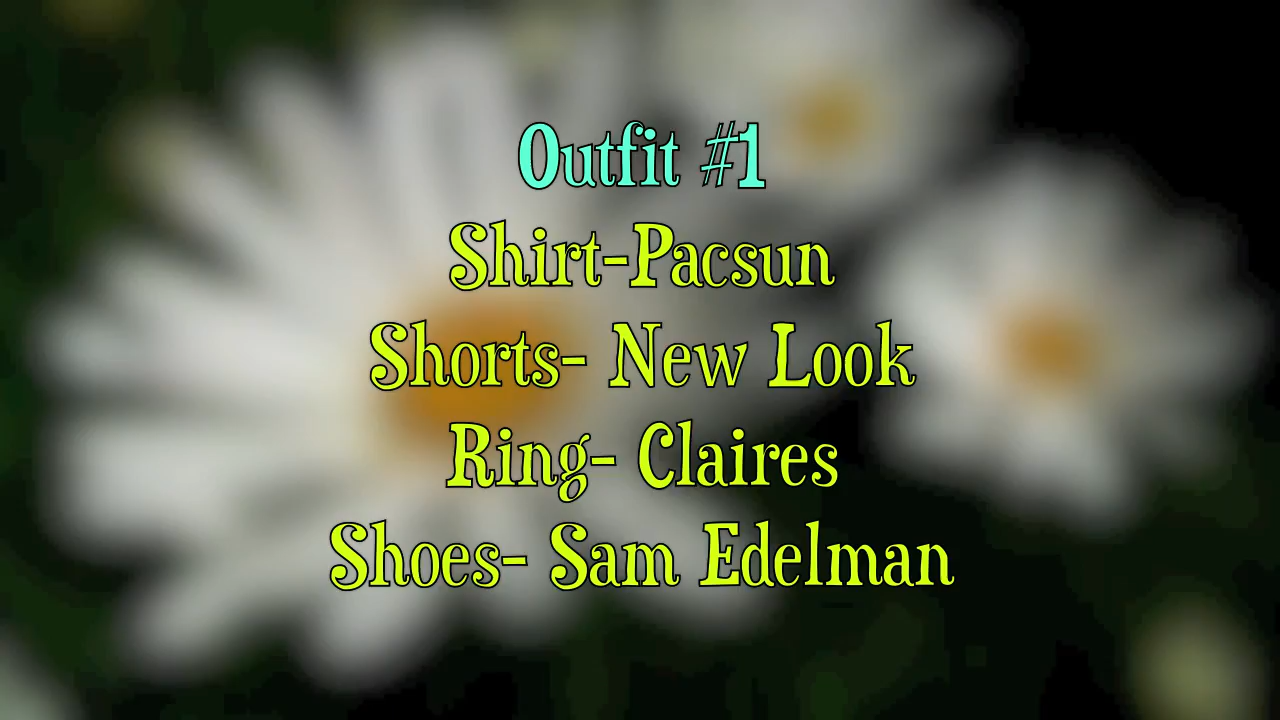 Outfit #1
Shirt-Pacsun
Shorts- New Look
Ring- Claires
Shoes- Sam Edelman